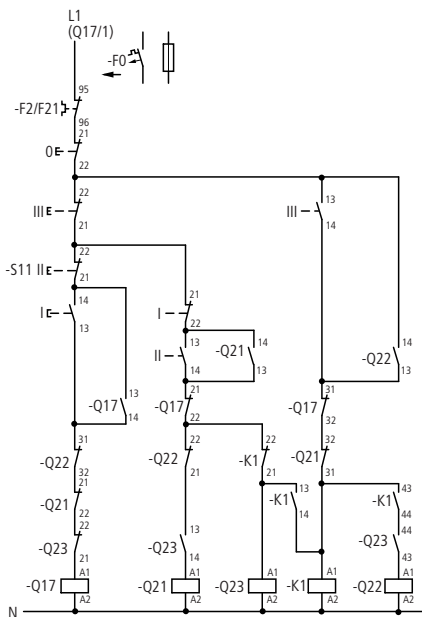 L1
(Q17/1)
-F0
95
-F2/F21
96
21
0
22
22
III
21
13
III
14
22
-S11 II
21
21
I
22
14
I
13
13
II
14
-Q21
14
13
14
-Q22
13
13
-Q17
14
21
-Q17
22
31
-Q17
32
31
-Q22
32
22
-Q22
21
22
-K1
21
32
-Q21
31
21
-Q21
22
13
-K1
14
43
-K1
44
22
-Q23
21
13
-Q23
14
44
-Q23
43
A1
-Q17
A2
A1
-Q21
A2
A1
-Q23
A2
A1
-K1
A2
A1
-Q22
A2
N